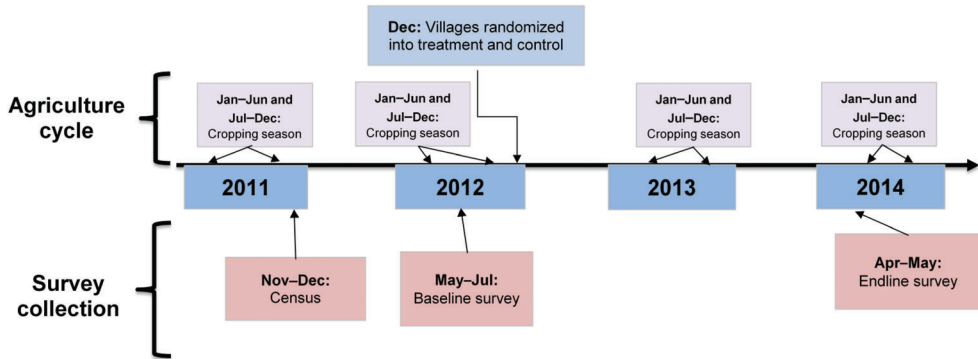 Dec: Villages randomized
into treatment and control
Agriculture
cycle
Jan–Jun and
Jul–Dec:
Cropping season
Jan–Jun and
Jul–Dec:
Cropping season
Jan–Jun and
Jul–Dec:
Cropping season
Jan–Jun and
Jul–Dec:
Cropping season
2011
2012
2013
2014
Survey
collection
Nov–Dec:
Census
May–Jul:
Baseline survey
Apr–May:
Endline survey